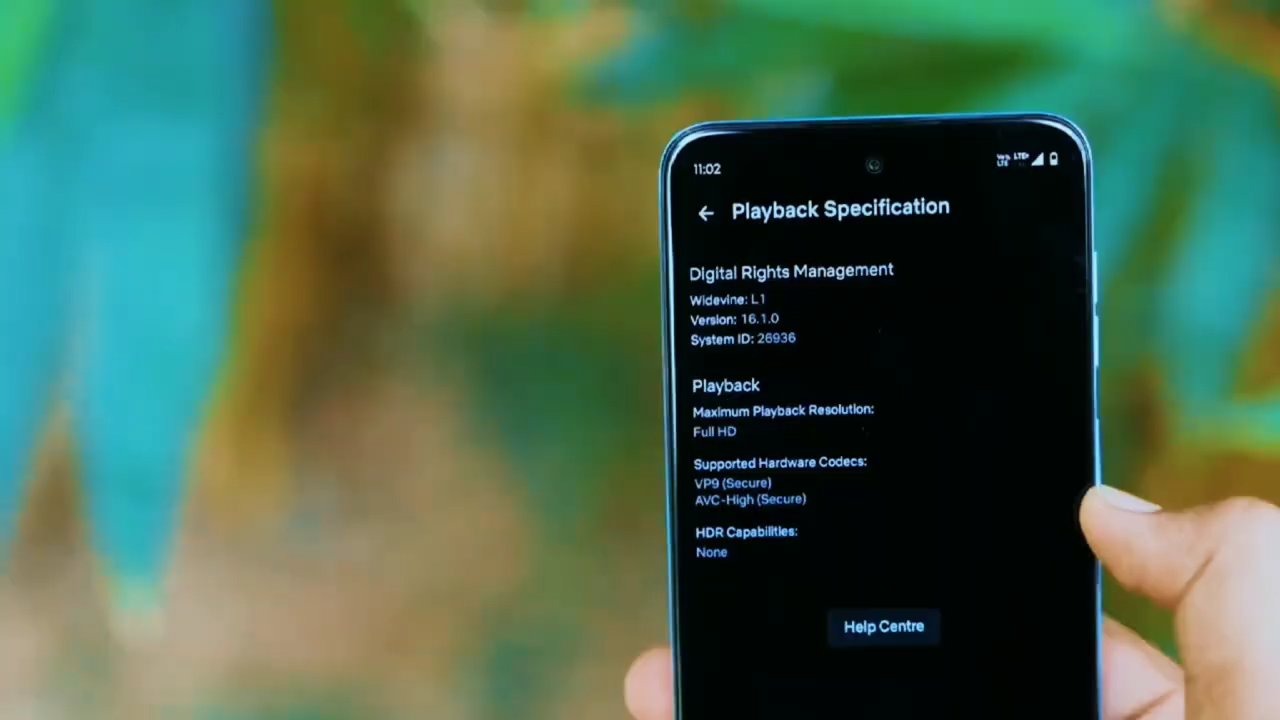 11:02
LTE+
Playback Specification
Digital Rights Management
Widevine: L1
Version: 16.1.0
System ID: 26936
Playback
Maximum Playback Resolution:
Full HD
Supported Hardware Codecs:
VP9 (Secure)
AVC-High (Secure)
HDR Capabilities:
None
Help Centre